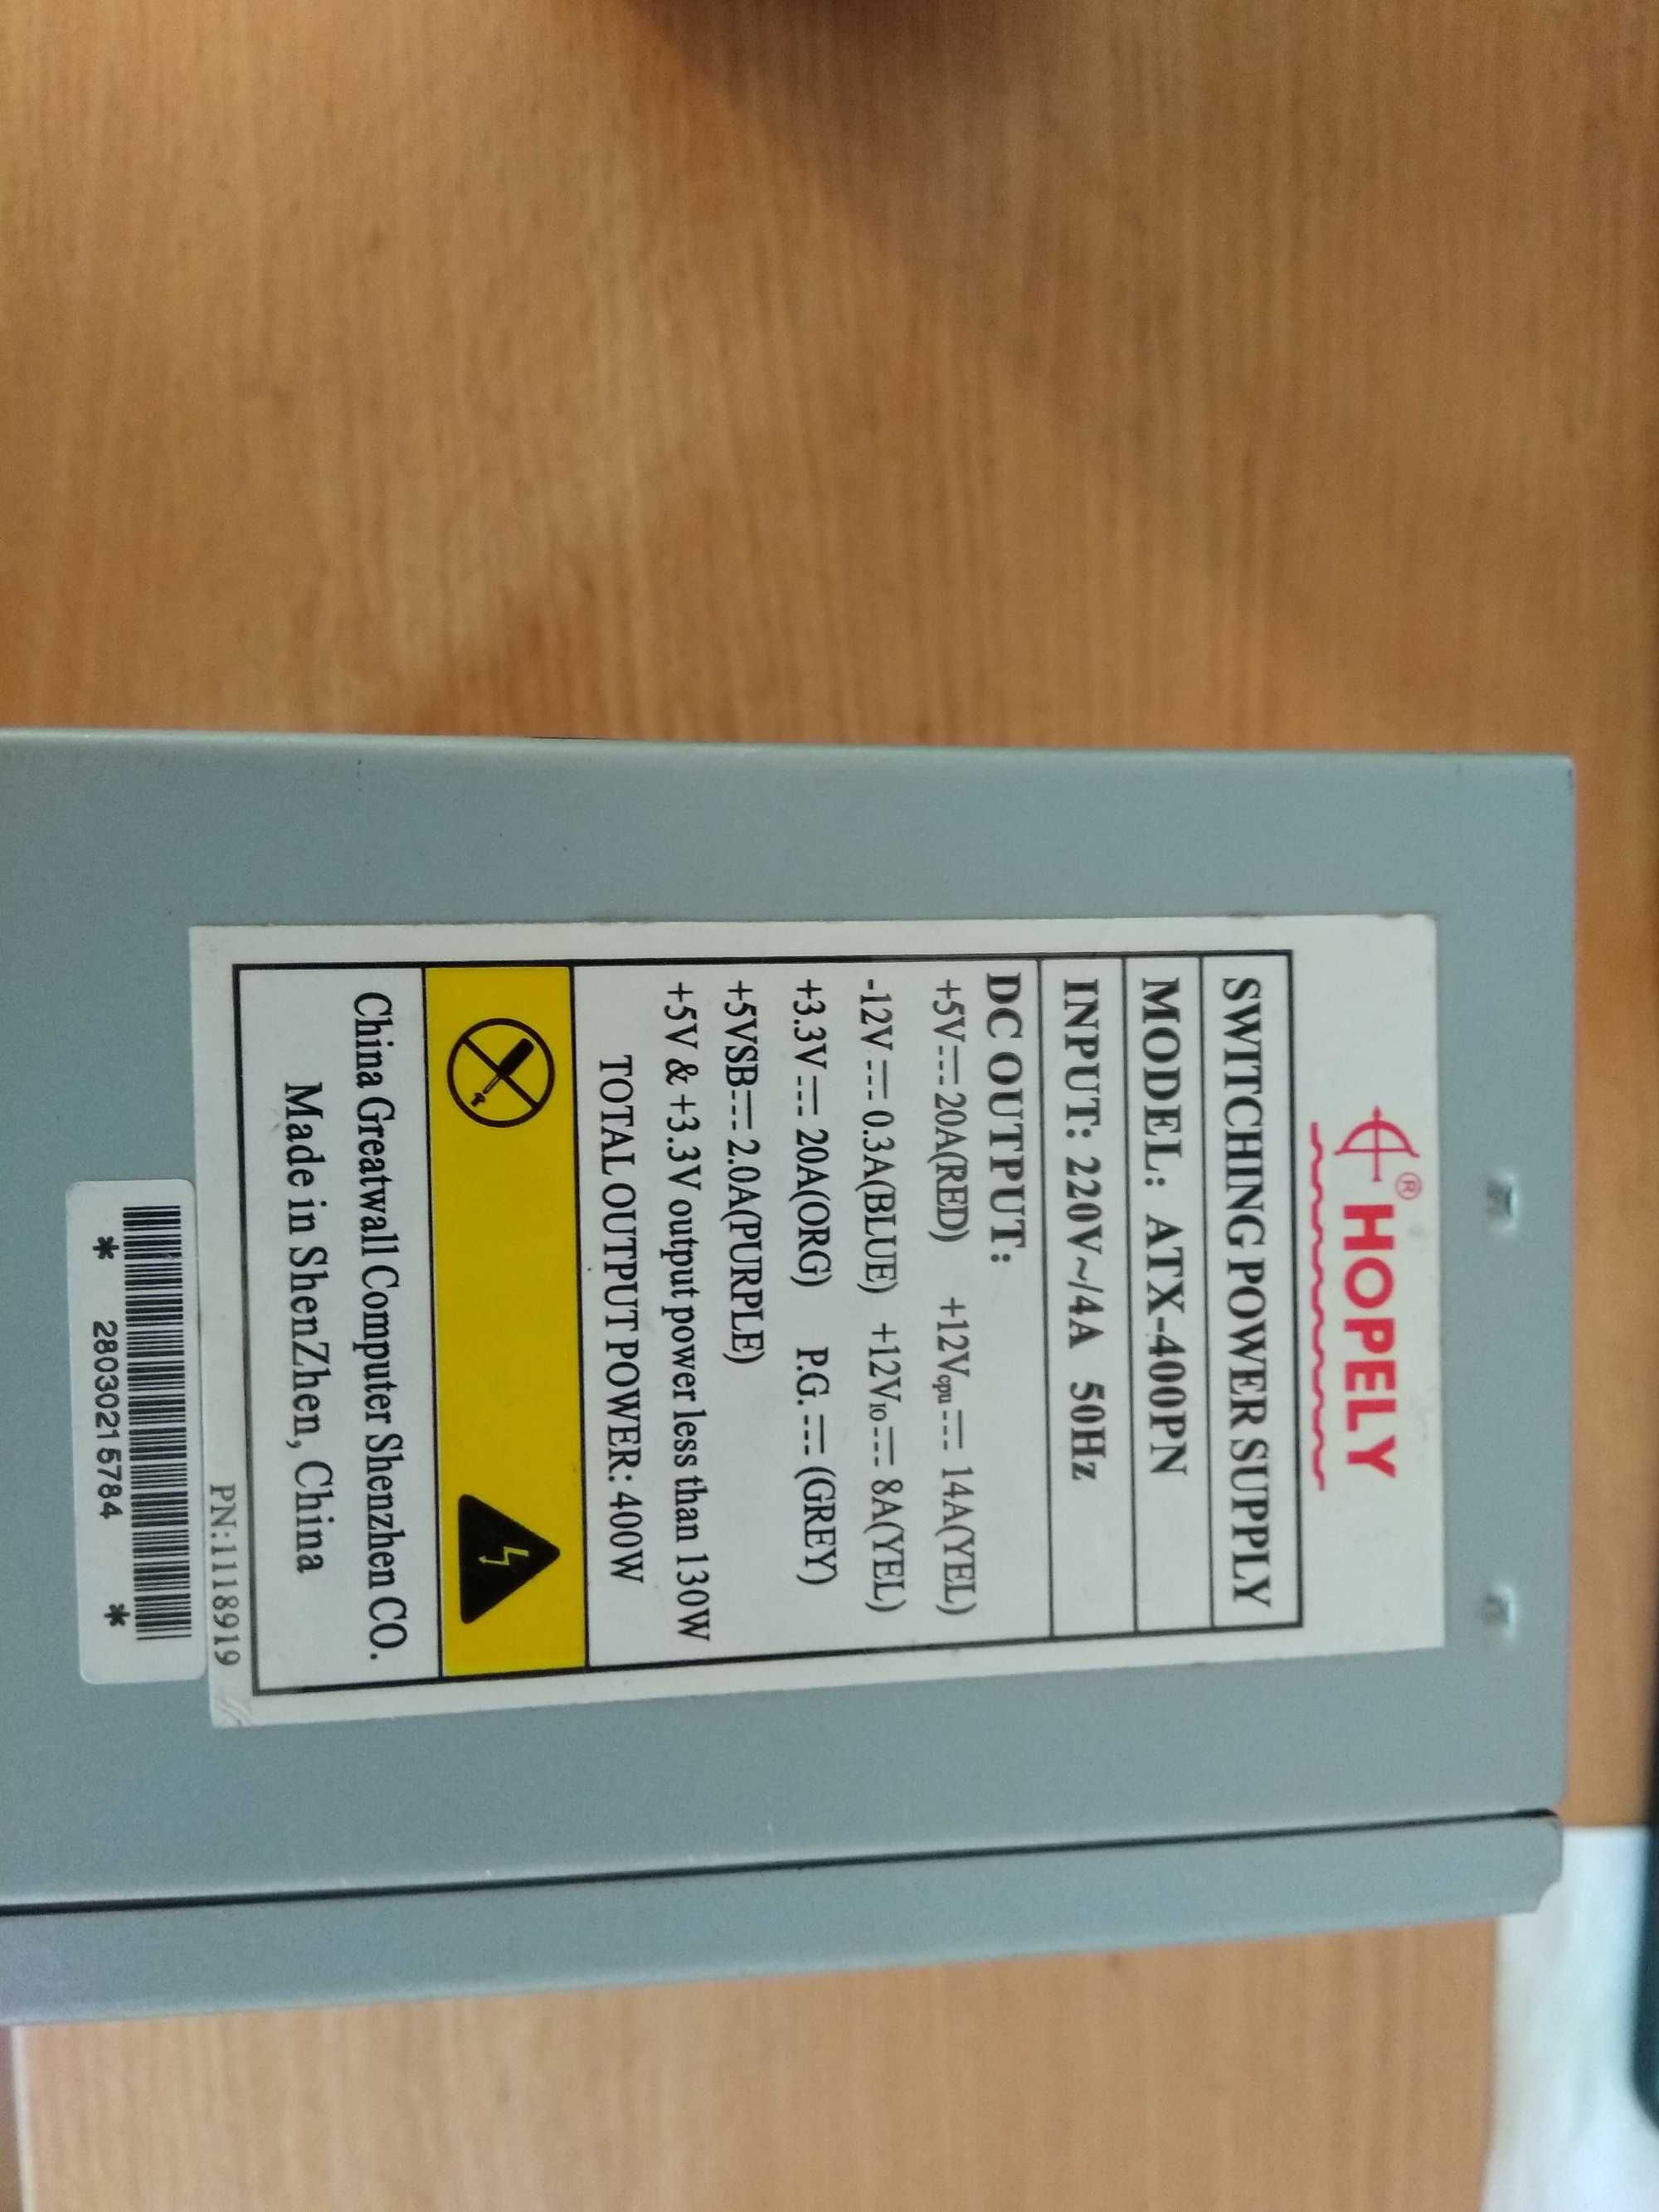 ® HOPELY
SWITCHING POWER SUPPLY
MODEL: ATX-400PN
INPUT: 220V~/4A 50Hz
DC OUTPUT:
+5V⎓20A(RED) +12Vcpu⎓14A(YEL)
-12V⎓0.3A(BLUE) +12VIO⎓8A(YEL)
+3.3V⎓20A(ORG) P.G.⎓(GREY)
+5VSB⎓2.0A(PURPLE)
+5V & +3.3V output power less than 130W
TOTAL OUTPUT POWER: 400W
China Greatwall Computer Shenzhen CO.
Made in ShenZhen, China
PN:1118919
* 28030215784 *